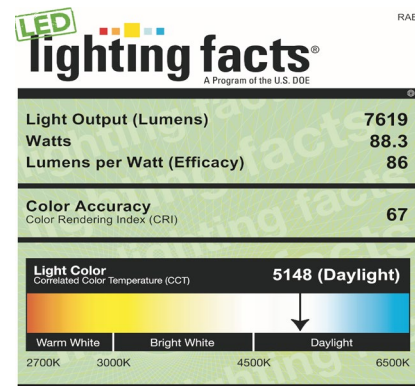 LED
RAB
lighting facts®
A Program of the U.S. DOE
Light Output (Lumens) 7619
Watts 88.3
Lumens per Watt (Efficacy) 86
Color Accuracy
Color Rendering Index (CRI) 67
Light Color
Correlated Color Temperature (CCT) 5148 (Daylight)
Warm White Bright White Daylight
2700K 3000K 4500K 6500K